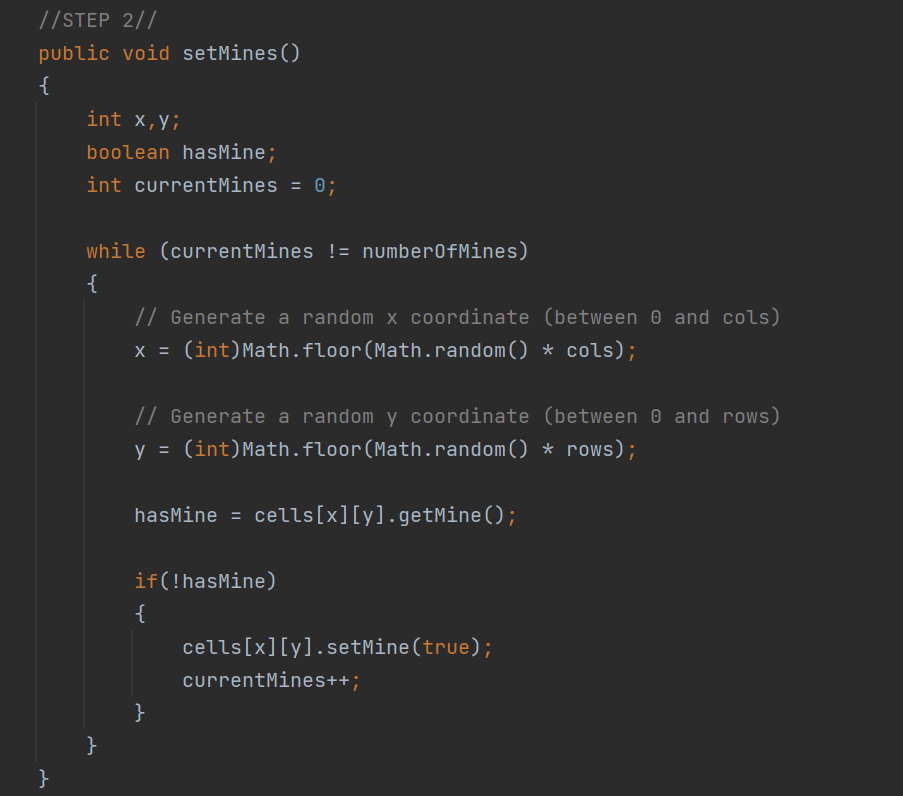 //STEP 2//
public void setMines()
{
    int x,y;
    boolean hasMine;
    int currentMines = 0;

    while (currentMines != numberOfMines)
    {
        // Generate a random x coordinate (between 0 and cols)
        x = (int)Math.floor(Math.random() * cols);

        // Generate a random y coordinate (between 0 and rows)
        y = (int)Math.floor(Math.random() * rows);

        hasMine = cells[x][y].getMine();

        if(!hasMine)
        {
            cells[x][y].setMine(true);
            currentMines++;
        }
    }
}